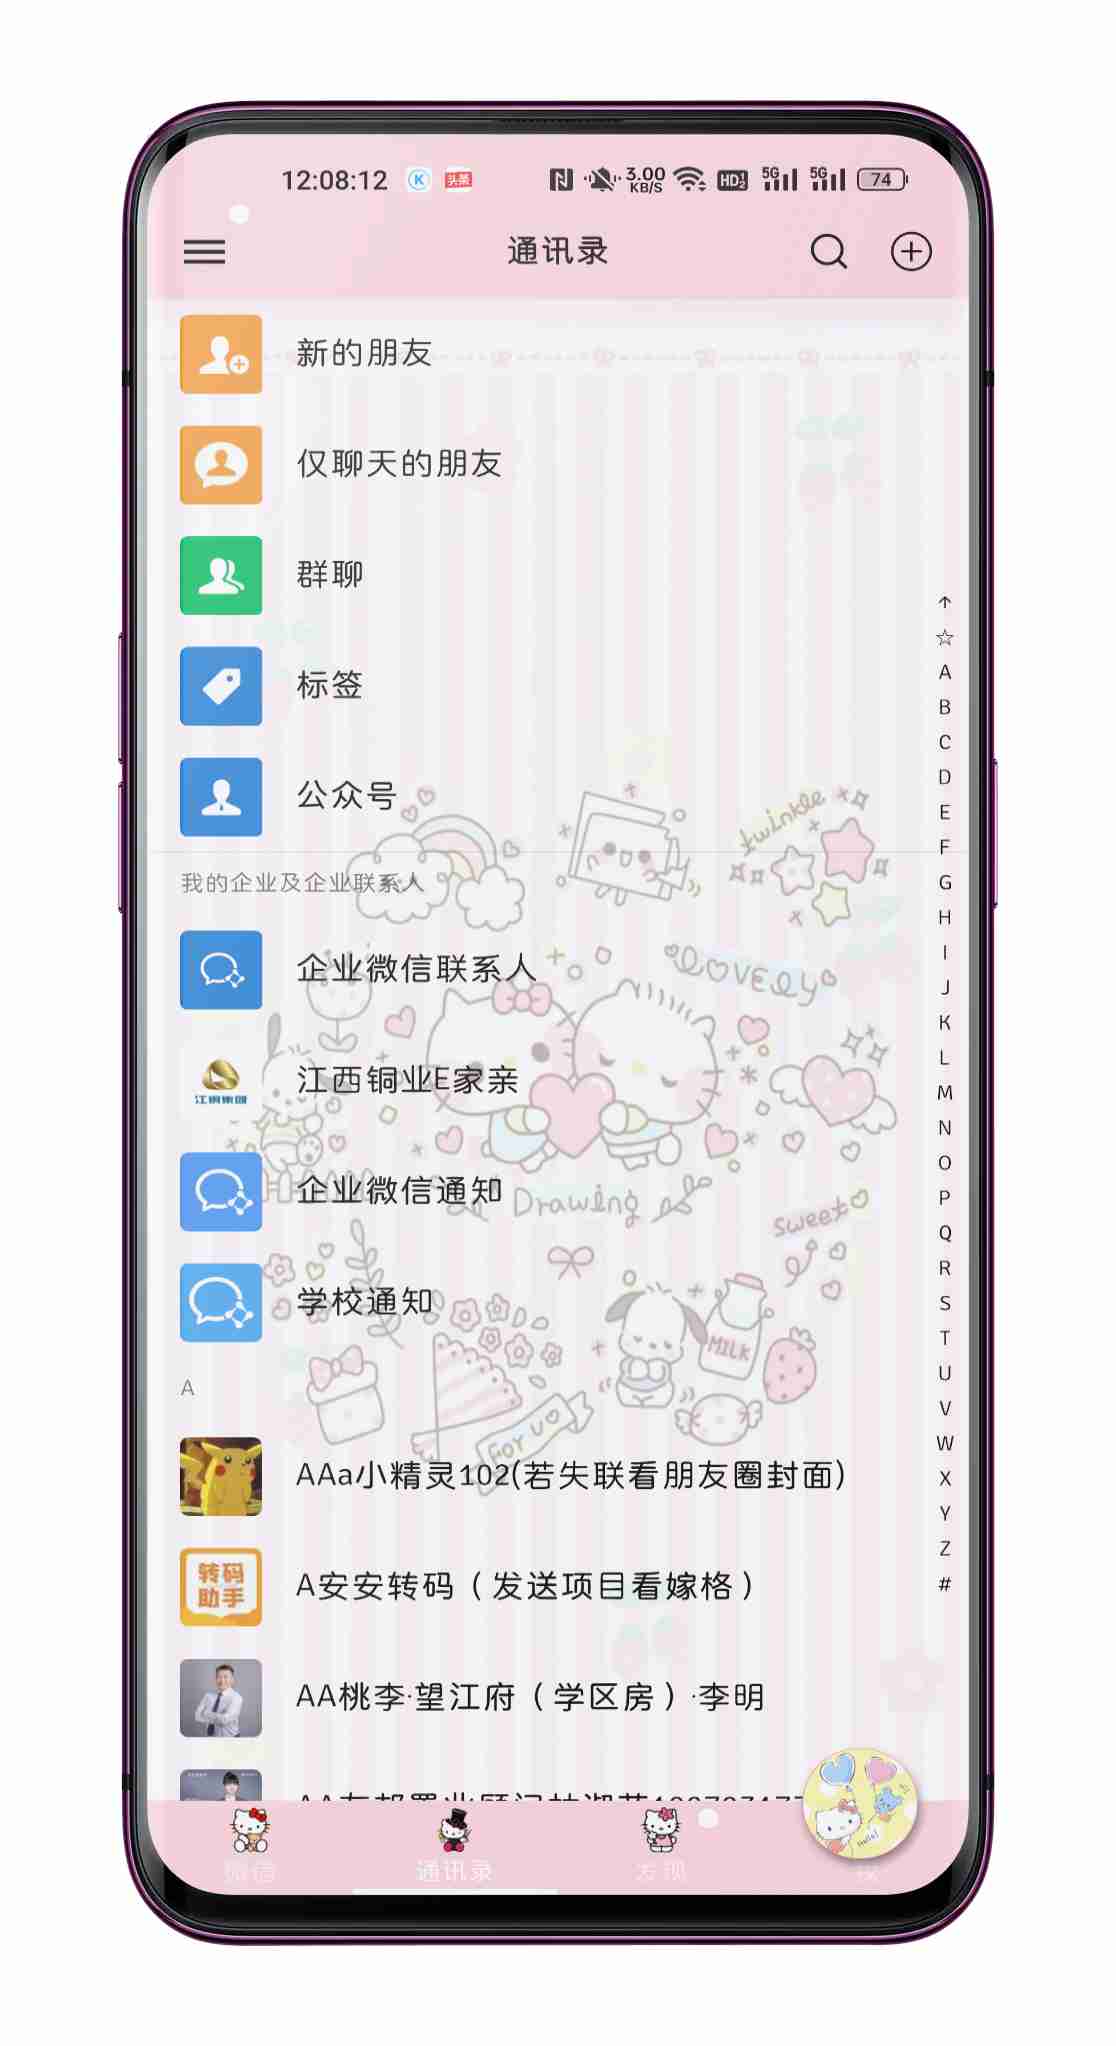 12:08:12 K 头条 3.00 KB/S HD 5G 5G 74
通讯录
新的朋友
仅聊天的朋友
群聊
标签
公众号
twinkle
我的企业及企业联系人
企业微信联系人
LOVELY
江铜集团
江西铜业E家亲
企业微信通知
Drawing
sweet
学校通知
MILK
A
FOR U
AAa小精灵102(若失联看朋友圈封面)
转码
助手
A安安转码（发送项目看嫁格）
AA桃李·望江府（学区房）·李明
Hello!
微信
通讯录
发现
↑
☆
A
B
C
D
E
F
G
H
I
J
K
L
M
N
O
P
Q
R
S
T
U
V
W
X
Y
Z
#